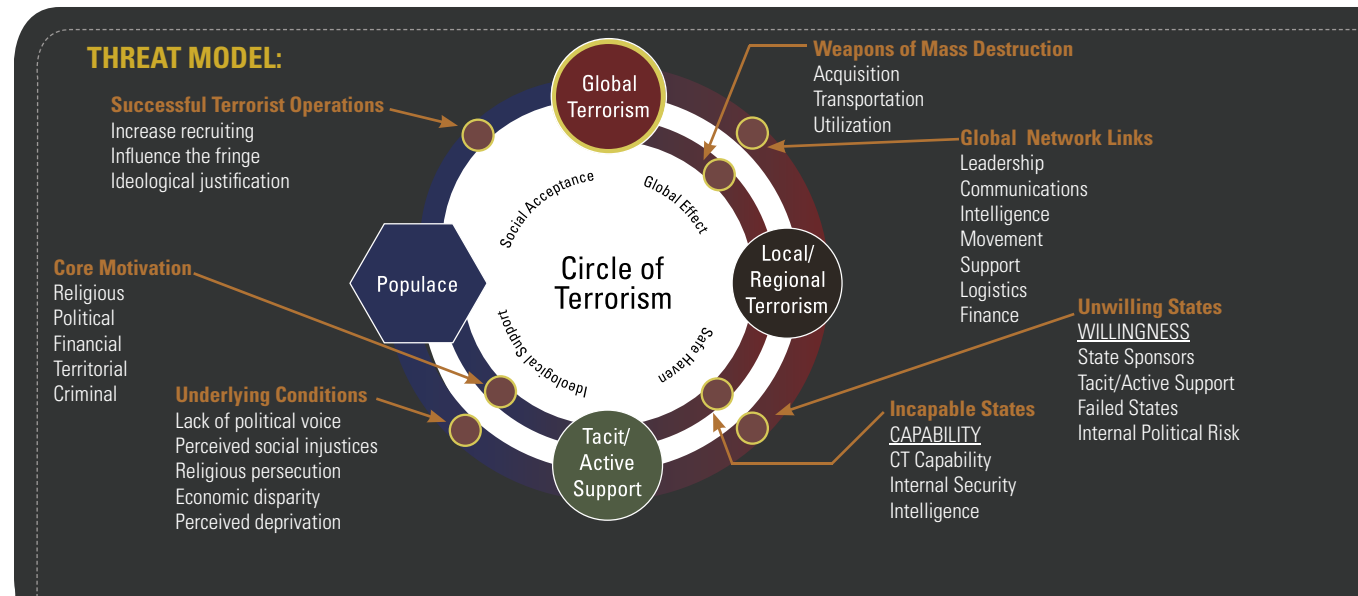 THREAT MODEL:
Successful Terrorist Operations
Increase recruiting
Influence the fringe
Ideological justification
Core Motivation
Religious
Political
Financial
Territorial
Criminal
Underlying Conditions
Lack of political voice
Perceived social injustices
Religious persecution
Economic disparity
Perceived deprivation
Global
Terrorism
Social Acceptance
Global Effect
Populace
Circle of
Terrorism
Local/
Regional
Terrorism
Ideological Support
Safe Haven
Tacit/
Active
Support
Weapons of Mass Destruction
Acquisition
Transportation
Utilization
Global Network Links
Leadership
Communications
Intelligence
Movement
Support
Logistics
Finance
Unwilling States
WILLINGNESS
State Sponsors
Tacit/Active Support
Failed States
Internal Political Risk
Incapable States
CAPABILITY
CT Capability
Internal Security
Intelligence